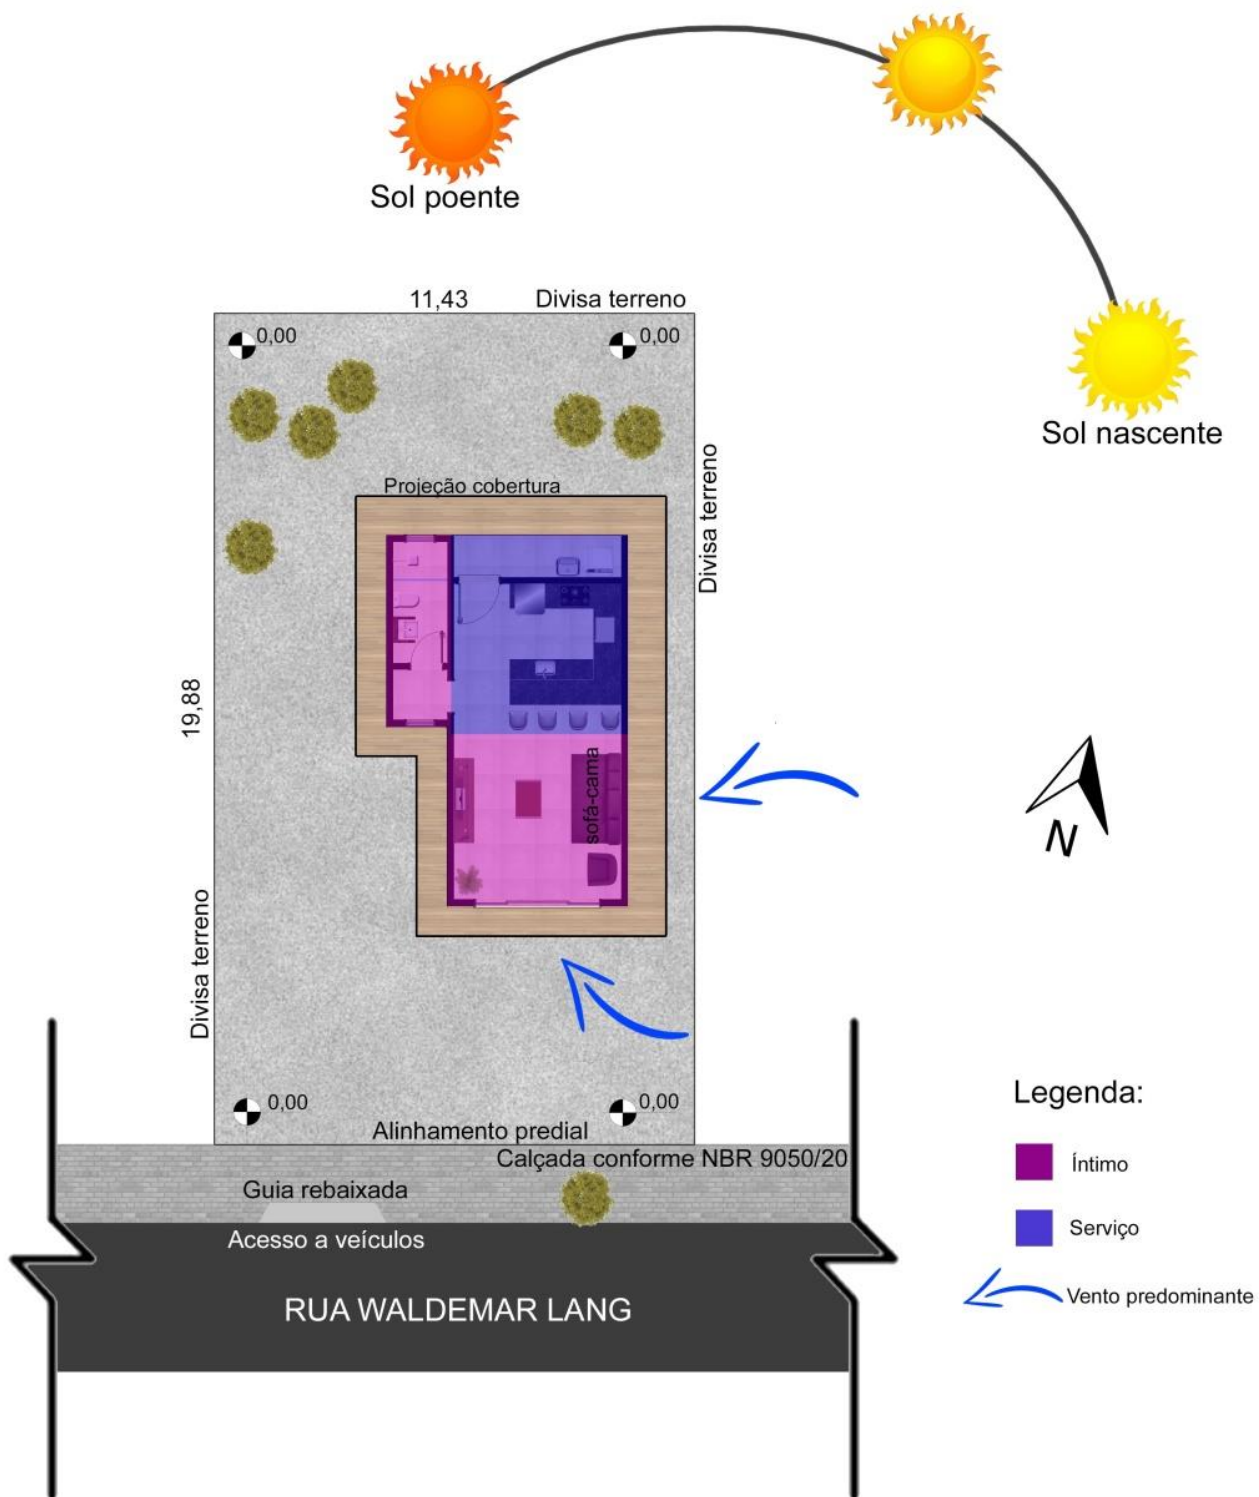 Sol poente
Sol nascente
11,43
Divisa terreno
0,00
0,00
Divisa terreno
Projeção cobertura
19,88
sofá-cama
N
Divisa terreno
0,00
0,00
Alinhamento predial
Calçada conforme NBR 9050/20
Guia rebaixada
Acesso a veículos
RUA WALDEMAR LANG
Legenda:
Íntimo
Serviço
Vento predominante